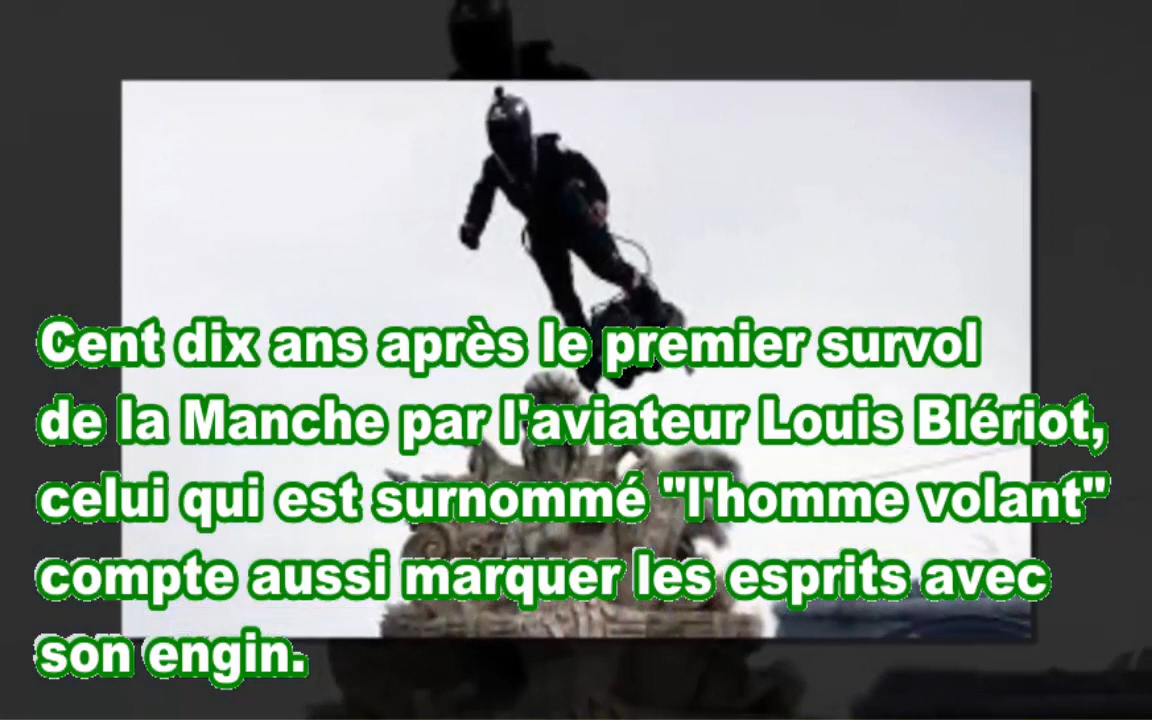 Cent dix ans après le premier survol
de la Manche par l'aviateur Louis Blériot,
celui qui est surnommé "l'homme volant"
compte aussi marquer les esprits avec
son engin.